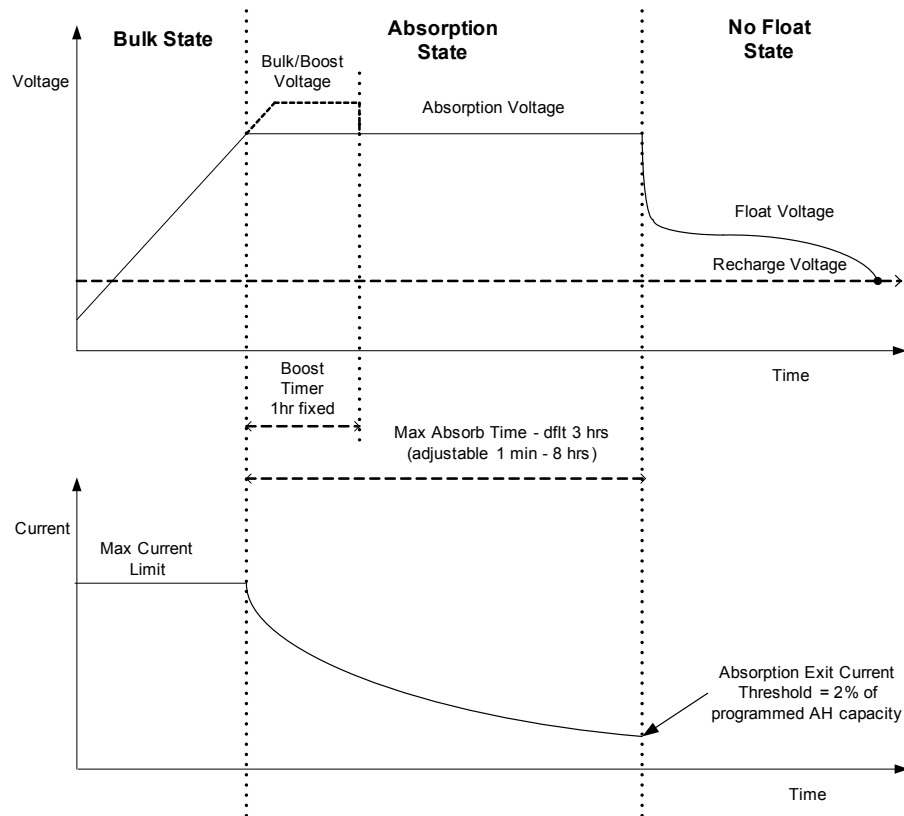 Bulk State
Absorption
State
No Float
State
Voltage
Bulk/Boost
Voltage
Absorption Voltage
Float Voltage
Recharge Voltage
Time
Boost
Timer
1hr fixed
Max Absorb Time - dflt 3 hrs
(adjustable 1 min - 8 hrs)
Current
Max Current
Limit
Absorption Exit Current
Threshold = 2% of
programmed AH capacity
Time